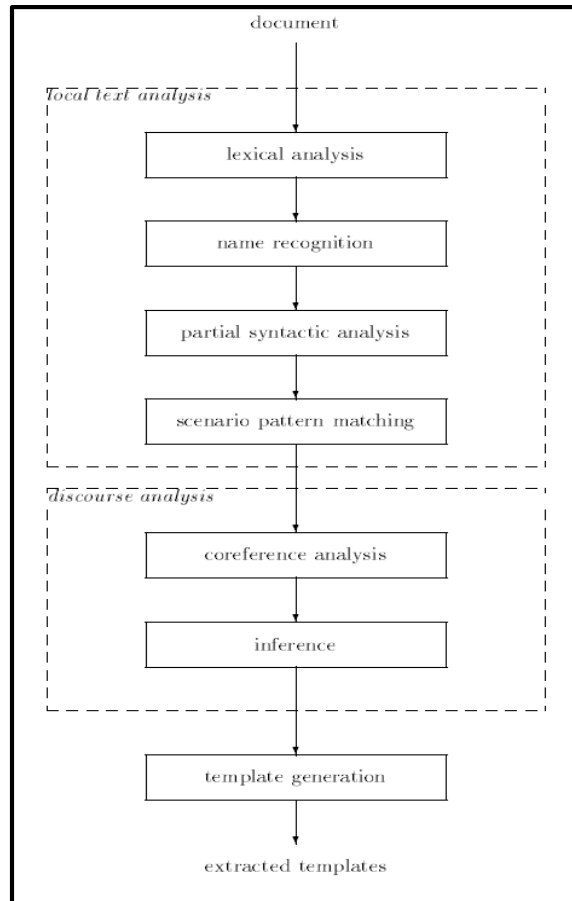 document
local text analysis
lexical analysis
name recognition
partial syntactic analysis
scenario pattern matching
discourse analysis
coreference analysis
inference
template generation
extracted templates